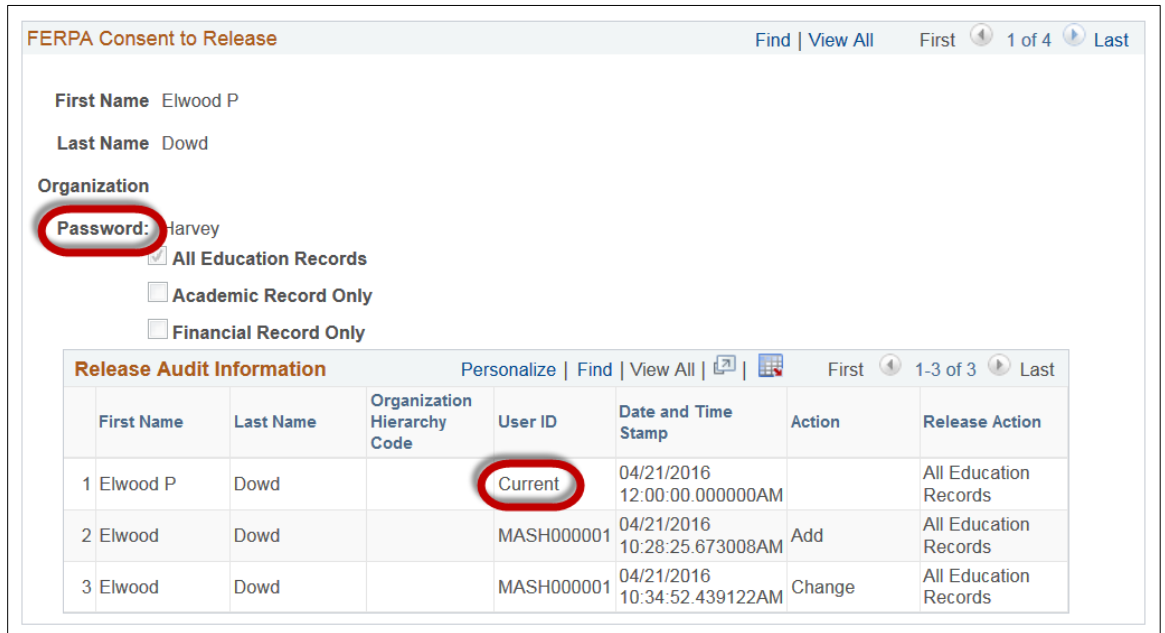 FERPA Consent to Release Find | View All First 1 of 4 Last
First Name Elwood P
Last Name Dowd
Organization
Password: Harvey
All Education Records
Academic Record Only
Financial Record Only
Release Audit Information Personalize | Find | View All | | First 1-3 of 3 Last
First Name Last Name Organization Hierarchy Code User ID Date and Time Stamp Action Release Action
1 Elwood P Dowd Current 04/21/2016 12:00:00.000000AM All Education Records
2 Elwood Dowd MASH000001 04/21/2016 10:28:25.673008AM Add All Education Records
3 Elwood Dowd MASH000001 04/21/2016 10:34:52.439122AM Change All Education Records